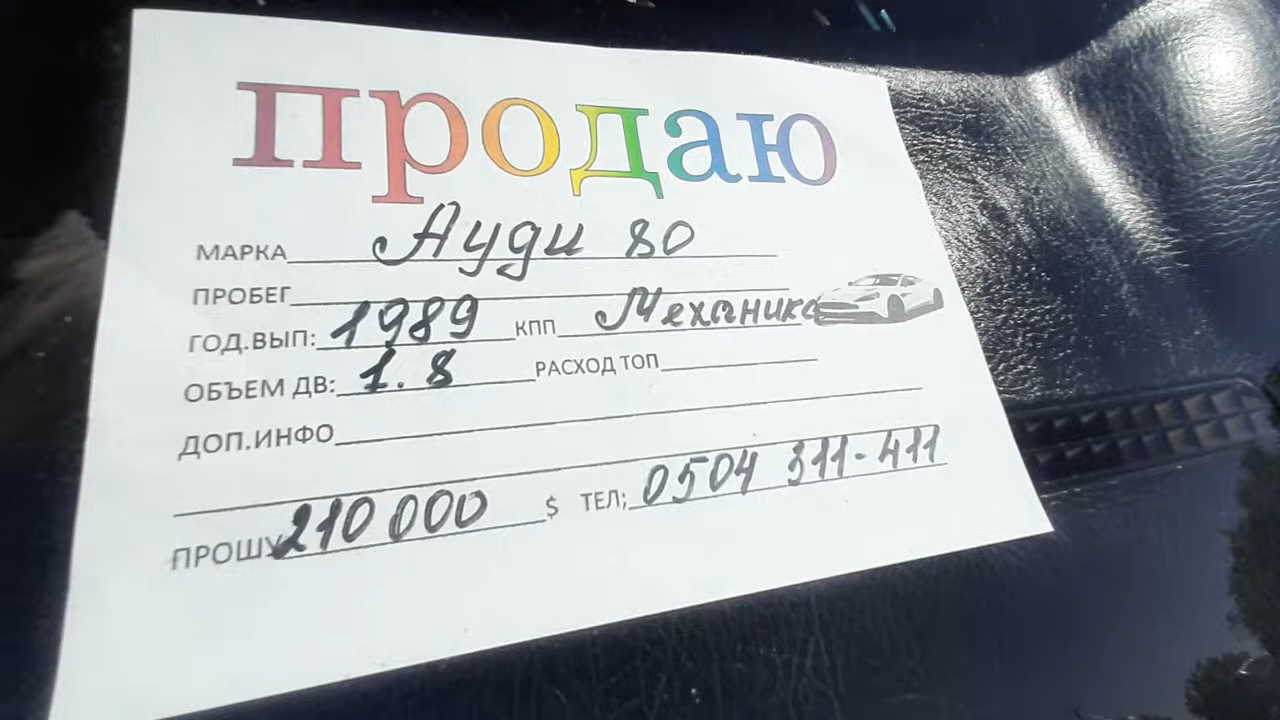 продаю
МАРКА Ауди 80
ПРОБЕГ
ГОД.ВЫП: 1989 КПП Механика
ОБЪЕМ ДВ: 1.8 РАСХОД ТОП
ДОП.ИНФО
ПРОШУ 210 000 $ ТЕЛ; 0504 311-411